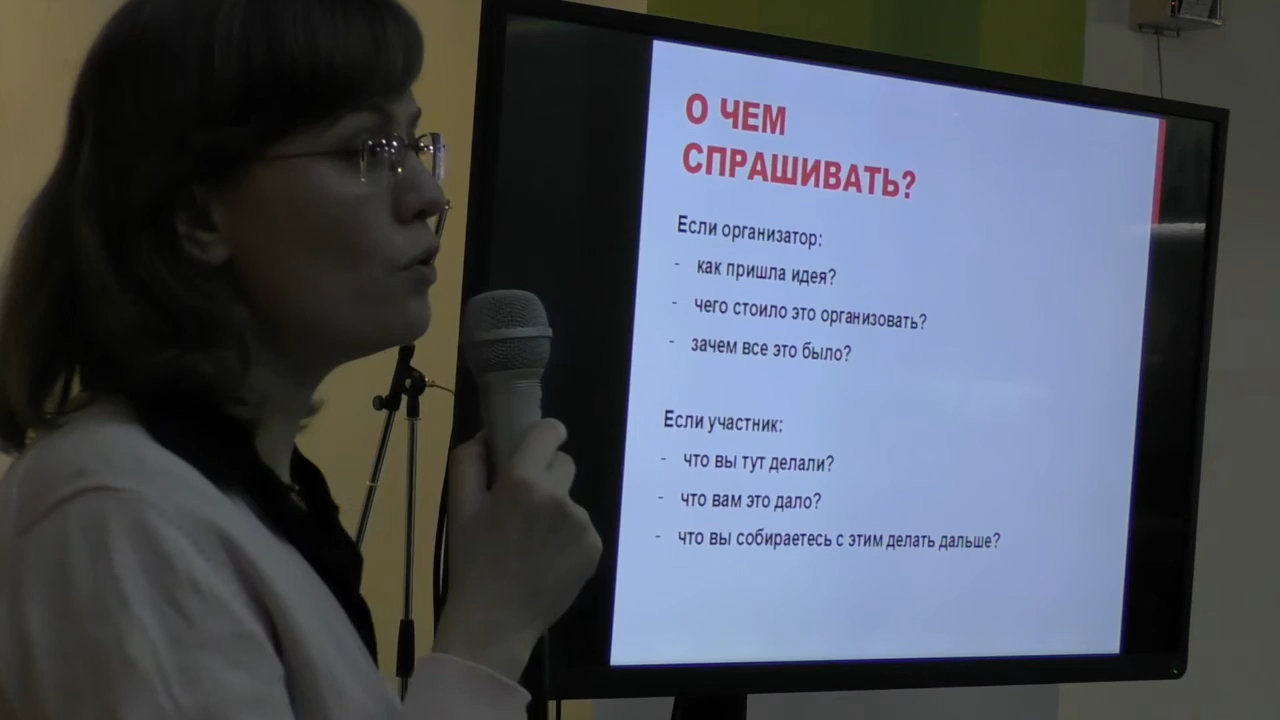 О ЧЕМ
СПРАШИВАТЬ?
Если организатор:
- как пришла идея?
- чего стоило это организовать?
- зачем все это было?
Если участник:
- что вы тут делали?
- что вам это дало?
- что вы собираетесь с этим делать дальше?